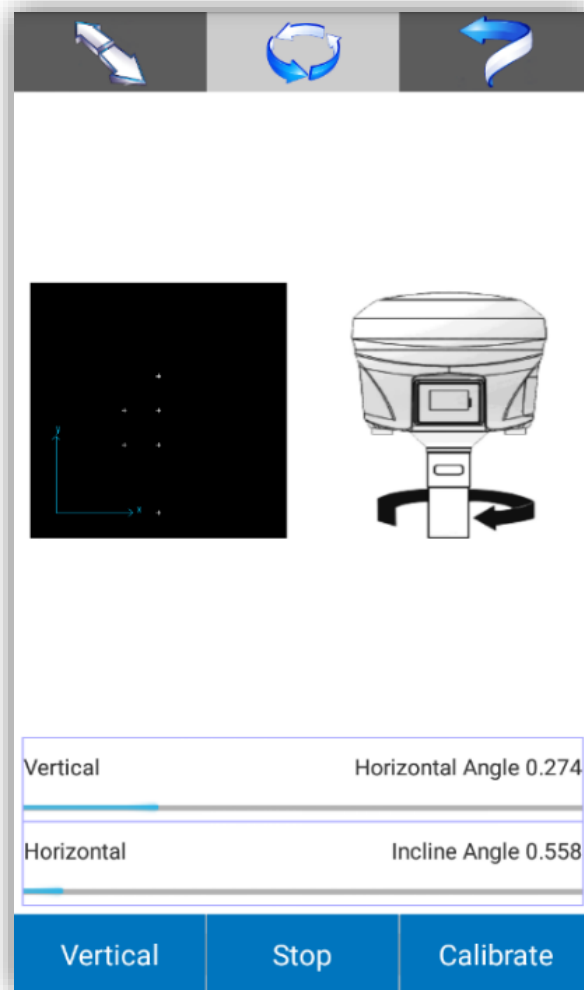 y
x
Vertical Horizontal Angle 0.274
Horizontal Incline Angle 0.558
Vertical Stop Calibrate